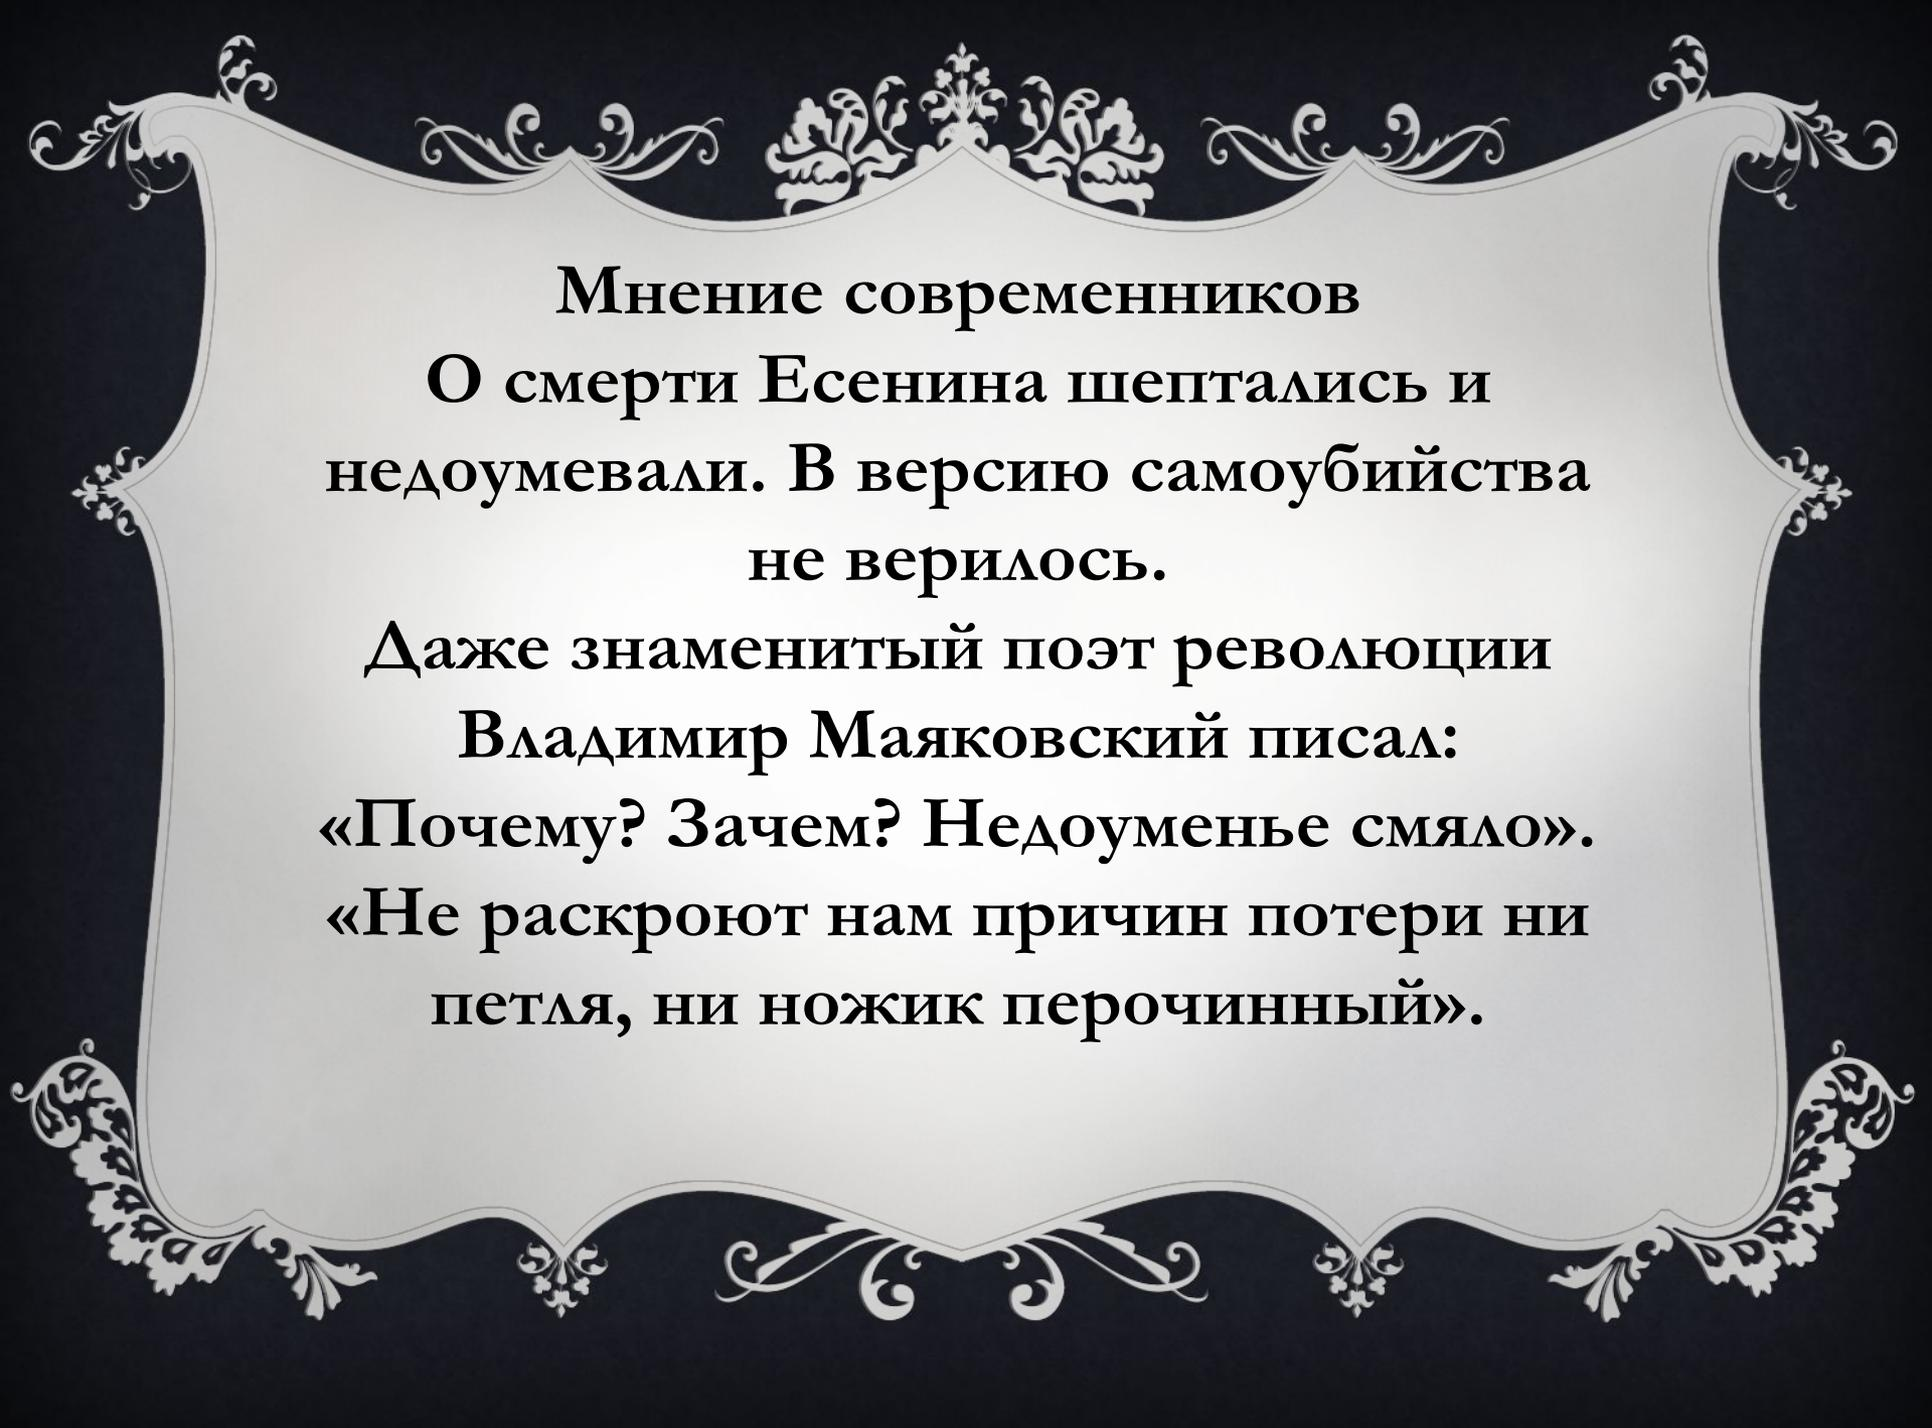 Мнение современников
О смерти Есенина шептались и
недоумевали. В версию самоубийства
не верилось.
Даже знаменитый поэт революции
Владимир Маяковский писал:
«Почему? Зачем? Недоуменье смяло».
«Не раскроют нам причин потери ни
петля, ни ножик перочинный».